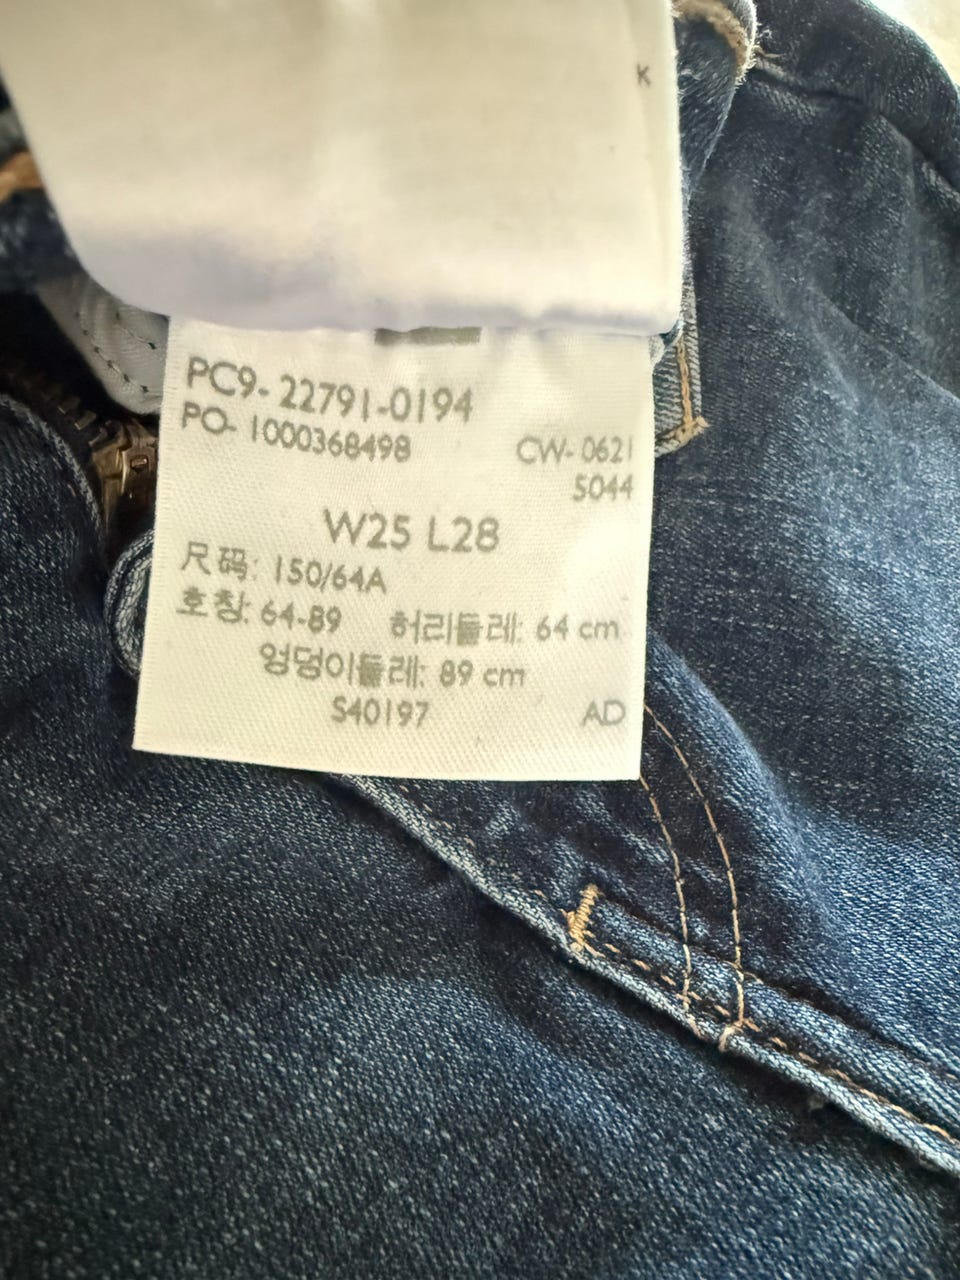 K
PC9-22791-0194
PO-1000368498
CW-0621
5044
W25 L28
尺码: 150/64A
호칭: 64-89 허리둘레: 64 cm
엉덩이둘레: 89 cm
S40197 AD